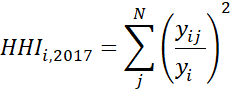 HHI_{i,2017} = \sum_{j}^{N} \left( \frac{y_{ij}}{y_i} \right)^2